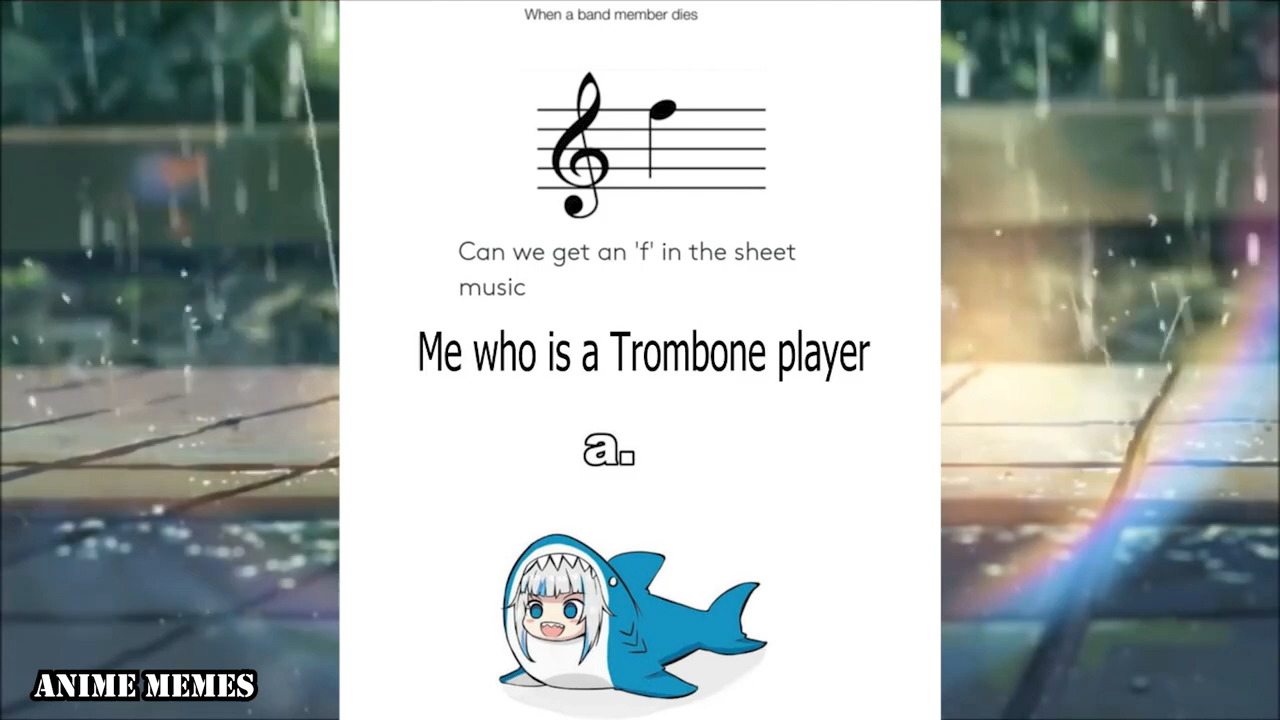 When a band member dies
Can we get an 'f' in the sheet
music
Me who is a Trombone player
a.
ANIME MEMES